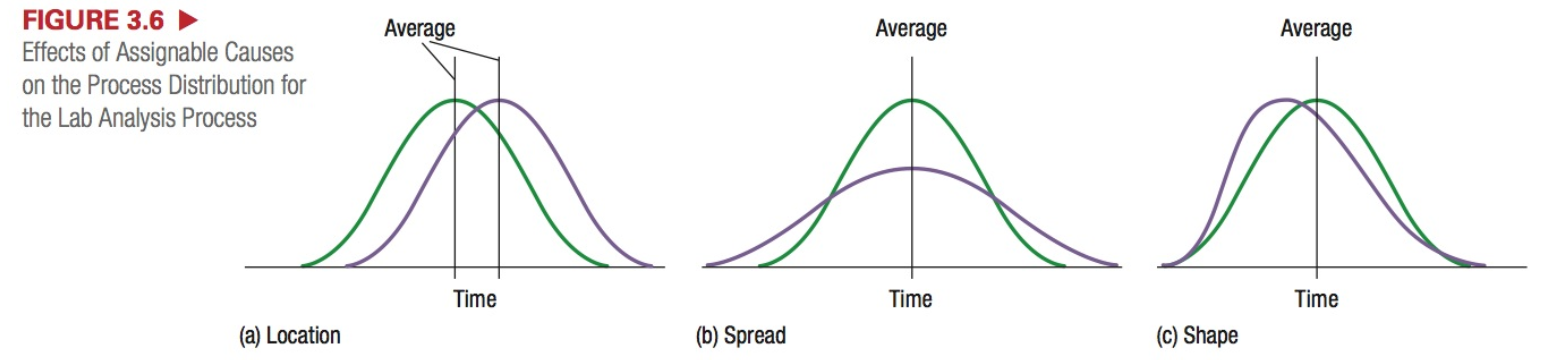 FIGURE 3.6 ▶
Effects of Assignable Causes
on the Process Distribution for
the Lab Analysis Process
Average
Time
(a) Location
Average
Time
(b) Spread
Average
Time
(c) Shape